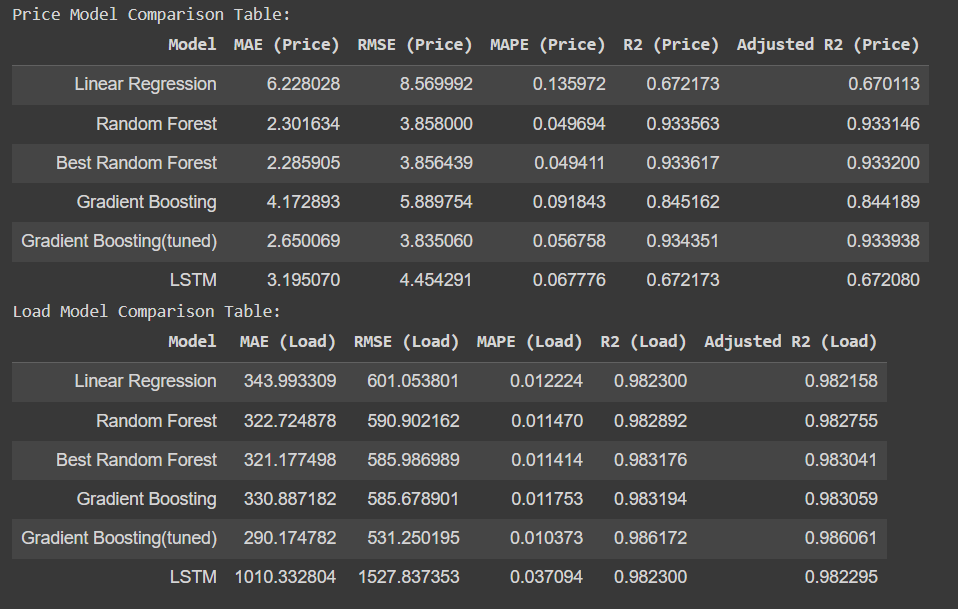 Price Model Comparison Table:
Model MAE (Price) RMSE (Price) MAPE (Price) R2 (Price) Adjusted R2 (Price)
Linear Regression 6.228028 8.569992 0.135972 0.672173 0.670113
Random Forest 2.301634 3.858000 0.049694 0.933563 0.933146
Best Random Forest 2.285905 3.856439 0.049411 0.933617 0.933200
Gradient Boosting 4.172893 5.889754 0.091843 0.845162 0.844189
Gradient Boosting(tuned) 2.650069 3.835060 0.056758 0.934351 0.933938
LSTM 3.195070 4.454291 0.067776 0.672173 0.672080
Load Model Comparison Table:
Model MAE (Load) RMSE (Load) MAPE (Load) R2 (Load) Adjusted R2 (Load)
Linear Regression 343.993309 601.053801 0.012224 0.982300 0.982158
Random Forest 322.724878 590.902162 0.011470 0.982892 0.982755
Best Random Forest 321.177498 585.986989 0.011414 0.983176 0.983041
Gradient Boosting 330.887182 585.678901 0.011753 0.983194 0.983059
Gradient Boosting(tuned) 290.174782 531.250195 0.010373 0.986172 0.986061
LSTM 1010.332804 1527.837353 0.037094 0.982300 0.982295